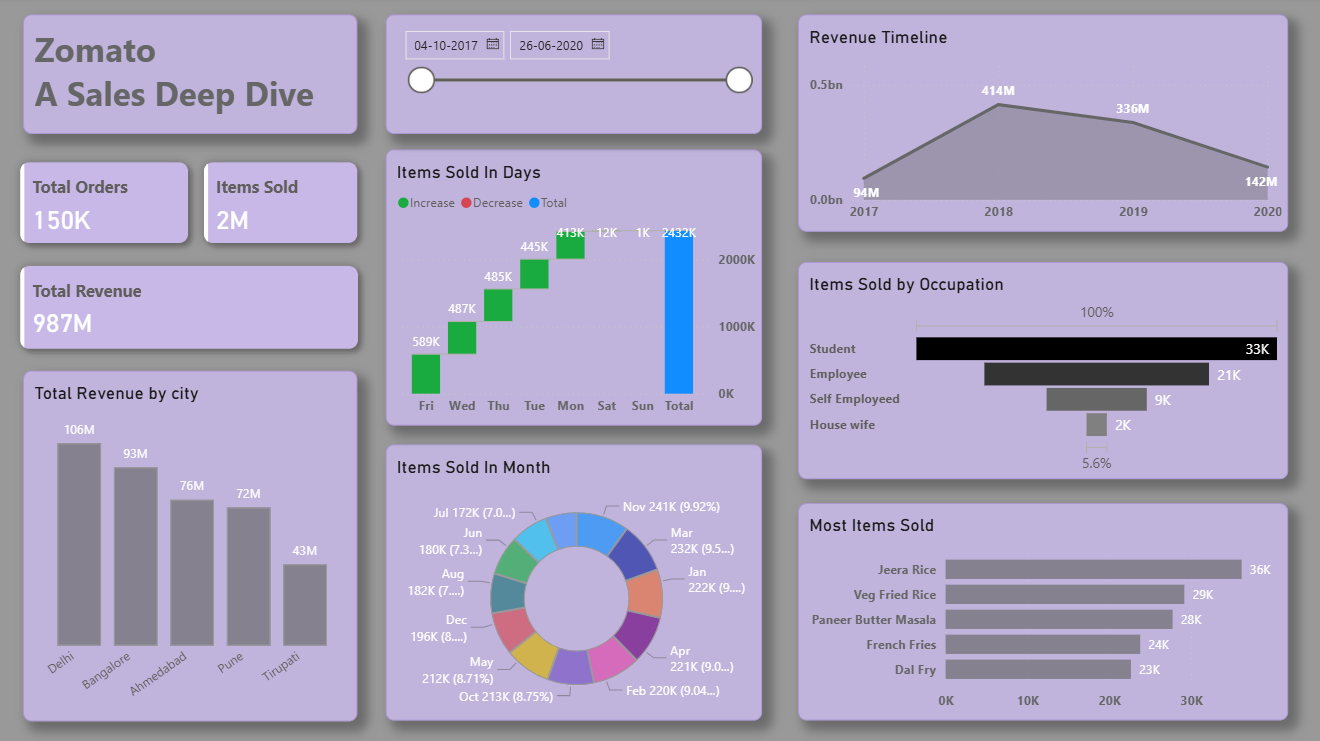 Zomato
A Sales Deep Dive
Total Orders
150K
Items Sold
2M
Total Revenue
987M
Total Revenue by city
106M
93M
76M
72M
43M
Delhi
Bangalore
Ahmedabad
Pune
Tirupati
04-10-2017
26-06-2020
Items Sold In Days
Increase Decrease Total
589K
487K
485K
445K
413K
12K
1K
2432K
2000K
1000K
0K
Fri Wed Thu Tue Mon Sat Sun Total
Items Sold In Month
Nov 241K (9.92%)
Mar
232K (9.5...)
Jan
222K (9....)
Apr
221K (9.0...)
Feb 220K (9.04...)
Oct 213K (8.75%)
May
212K (8.71%)
Dec
196K (8....)
Aug
182K (7....)
Jun
180K (7.3...)
Jul 172K (7.0...)
Revenue Timeline
0.5bn
0.0bn
94M
414M
336M
142M
2017 2018 2019 2020
Items Sold by Occupation
100%
Student 33K
Employee 21K
Self Employeed 9K
House wife 2K
5.6%
Most Items Sold
Jeera Rice 36K
Veg Fried Rice 29K
Paneer Butter Masala 28K
French Fries 24K
Dal Fry 23K
0K 10K 20K 30K